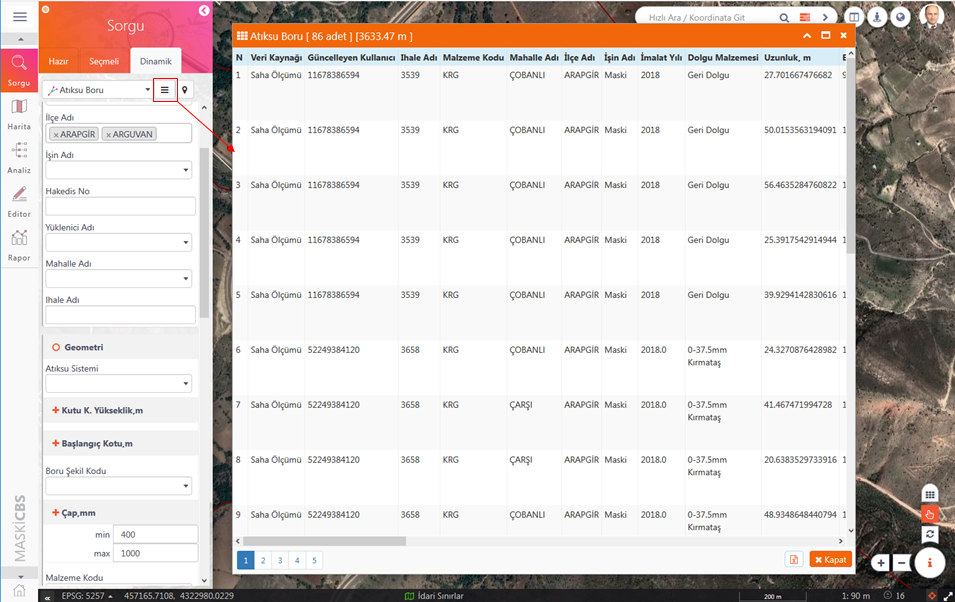 Sorgu
Hazır Seçmeli Dinamik
Atıksu Boru
İlçe Adı
× ARAPGİR × ARGUVAN
İşin Adı
Hakedis No
Yüklenici Adı
Mahalle Adı
Ihale Adı
Geometri
Atıksu Sistemi
Kutu K. Yükseklik,m
Başlangıç Kotu,m
Boru Şekil Kodu
Çap,mm
min 400
max 1000
Malzeme Kodu
Sorgu
Harita
Analiz
Editor
Rapor
MASKİCBS
Hızlı Ara / Koordinata Git
Atıksu Boru [ 86 adet ] [3633.47 m ]
N Veri Kaynağı Güncelleyen Kullanıcı Ihale Adı Malzeme Kodu Mahalle Adı İlçe Adı İşin Adı İmalat Yılı Dolgu Malzemesi Uzunluk, m
1 Saha Ölçümü 11678386594 3539 KRG ÇOBANLI ARAPGİR Maski 2018 Geri Dolgu 27.701667476682
2 Saha Ölçümü 11678386594 3539 KRG ÇOBANLI ARAPGİR Maski 2018 Geri Dolgu 50.0153563194091 1
3 Saha Ölçümü 11678386594 3539 KRG ÇOBANLI ARAPGİR Maski 2018 Geri Dolgu 56.4635284760822 1
4 Saha Ölçümü 11678386594 3539 KRG ÇOBANLI ARAPGİR Maski 2018 Geri Dolgu 25.3917542914944 1
5 Saha Ölçümü 11678386594 3539 KRG ÇOBANLI ARAPGİR Maski 2018 Geri Dolgu 39.9294142830616 1
6 Saha Ölçümü 52249384120 3658 KRG ÇOBANLI ARAPGİR Maski 2018.0 0-37.5mm Kırmataş 24.3270876428982 1
7 Saha Ölçümü 52249384120 3658 KRG ÇARŞI ARAPGİR Maski 2018.0 0-37.5mm Kırmataş 41.467471994728 1
8 Saha Ölçümü 52249384120 3658 KRG ÇARŞI ARAPGİR Maski 2018.0 0-37.5mm Kırmataş 20.6383529733916 1
9 Saha Ölçümü 52249384120 3658 KRG ÇOBANLI ARAPGİR Maski 2018.0 0-37.5mm Kırmataş 48.9348648440794 1
1 2 3 4 5
Kapat
EPSG: 5257 457165.7108, 4322980.0229 İdari Sınırlar 200 m 1: 90 m 16